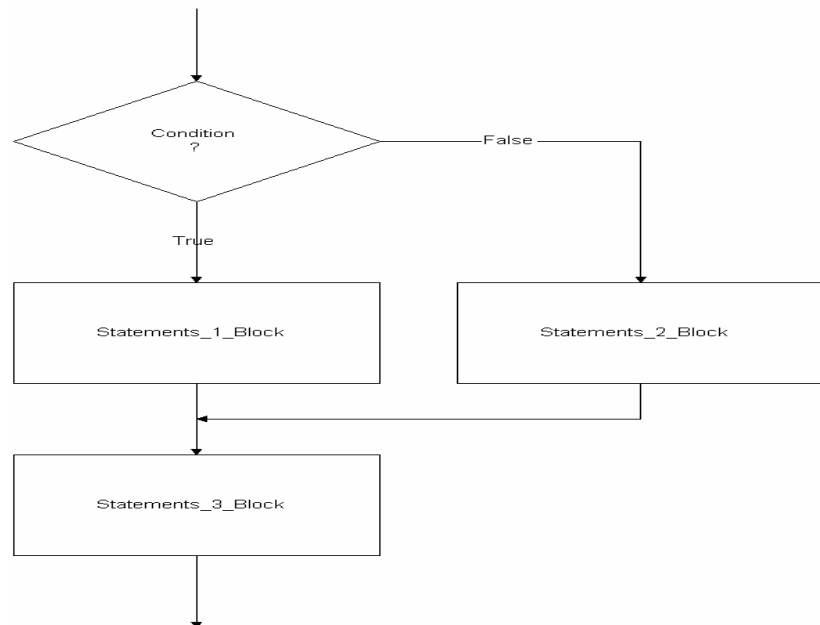 Condition
?
False
True
Statements_1_Block
Statements_2_Block
Statements_3_Block